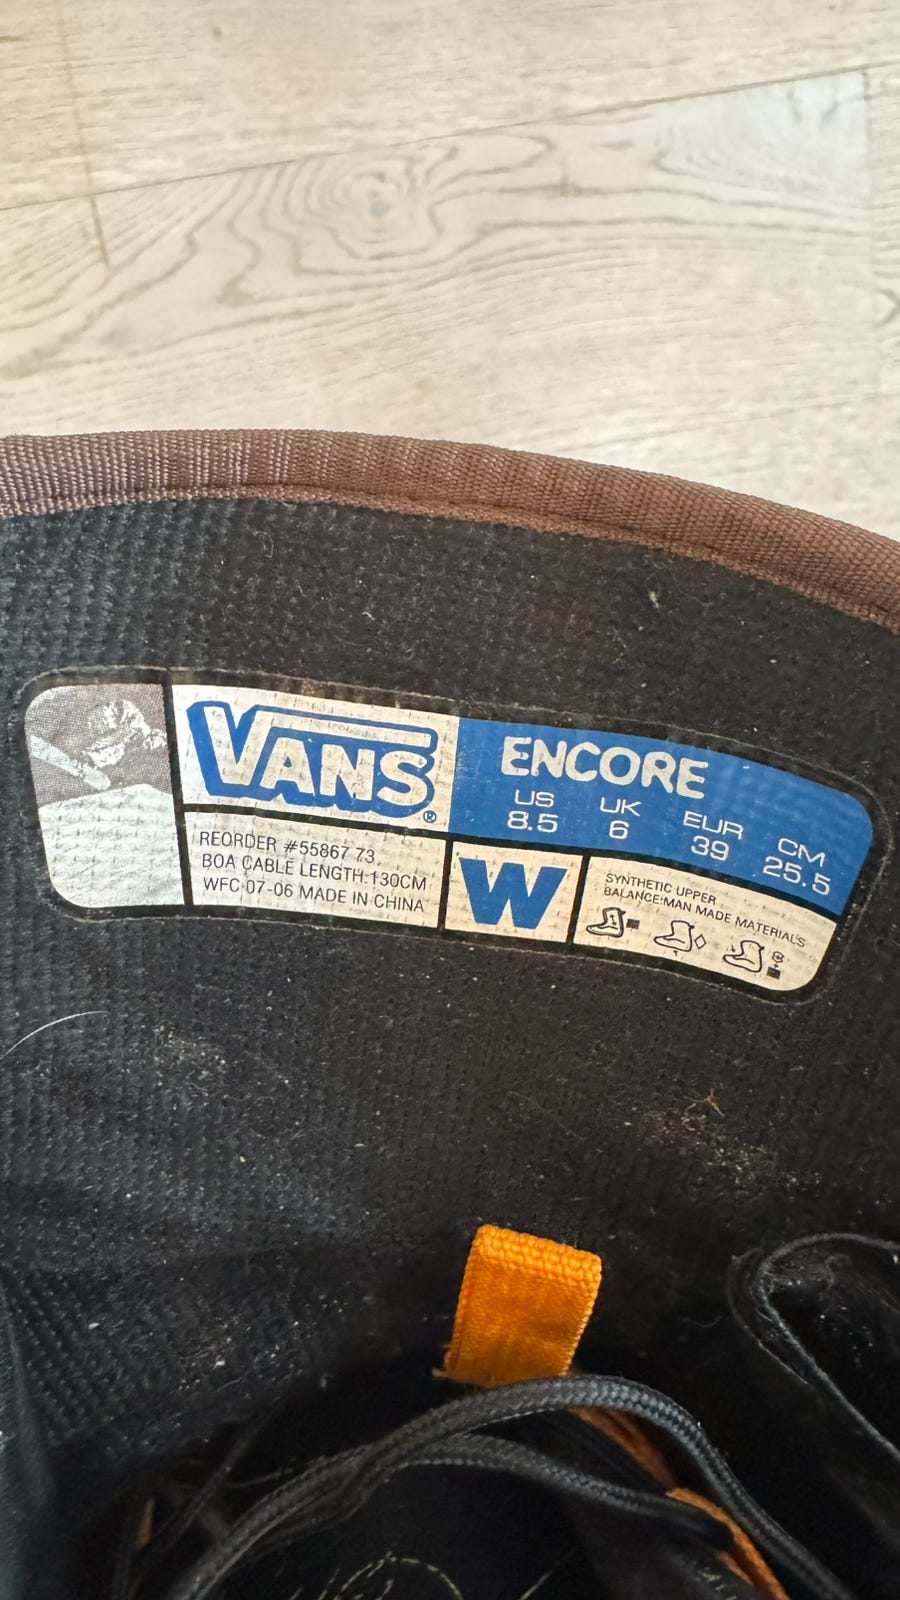 VANS®
ENCORE
US UK EUR CM
8.5 6 39 25.5
REORDER #55867 73
BOA CABLE LENGTH:130CM
WFC 07-06 MADE IN CHINA
W
SYNTHETIC UPPER
BALANCE:MAN MADE MATERIALS